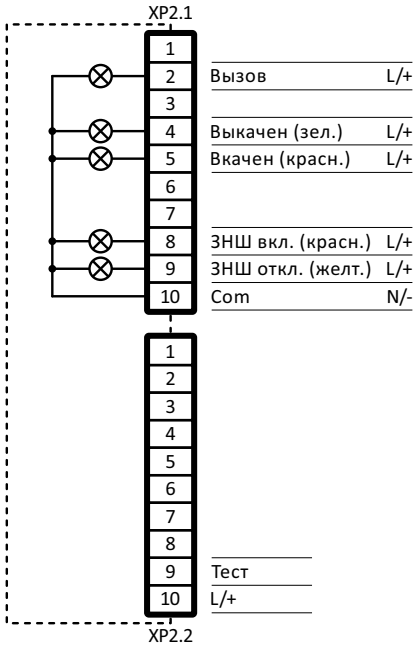 XP2.1
1
2 Вызов L/+
3
4 Выкачен (зел.) L/+
5 Вкачен (красн.) L/+
6
7
8 ЗНШ вкл. (красн.) L/+
9 ЗНШ откл. (желт.) L/+
10 Com N/-
1
2
3
4
5
6
7
8
9 Тест
10 L/+
XP2.2